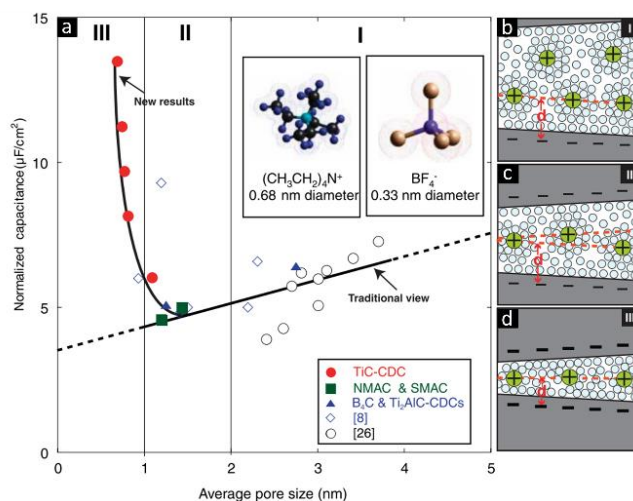 a
III
II
I
15
10
5
0
Normalized capacitance(μF/cm²)
0
1
2
3
4
5
Average pore size (nm)
New results
(CH₃CH₂)₄N⁺
0.68 nm diameter
BF₄⁻
0.33 nm diameter
Traditional view
TiC-CDC
NMAC & SMAC
B₄C & Ti₂AlC-CDCs
[8]
[26]
b
I
d
c
II
d
d
III
d